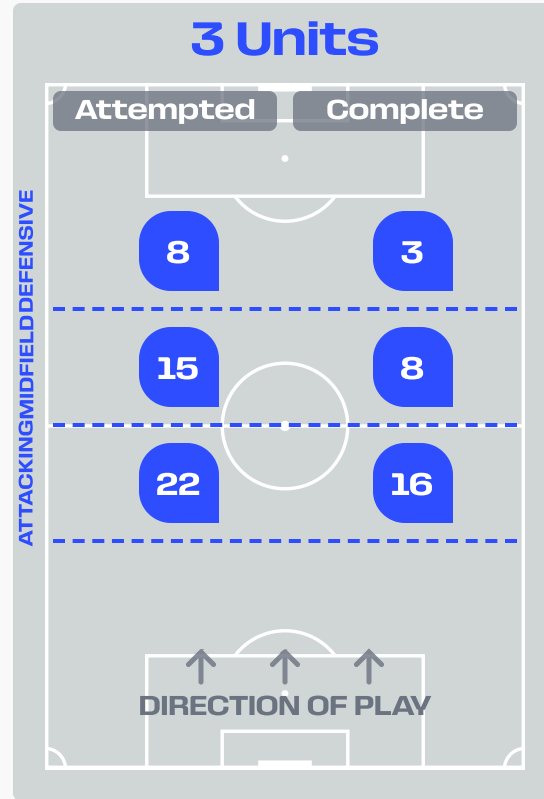 3 Units
Attempted Complete
DEFENSIVE
8 3
MIDFIELD
15 8
ATTACKING
22 16
DIRECTION OF PLAY